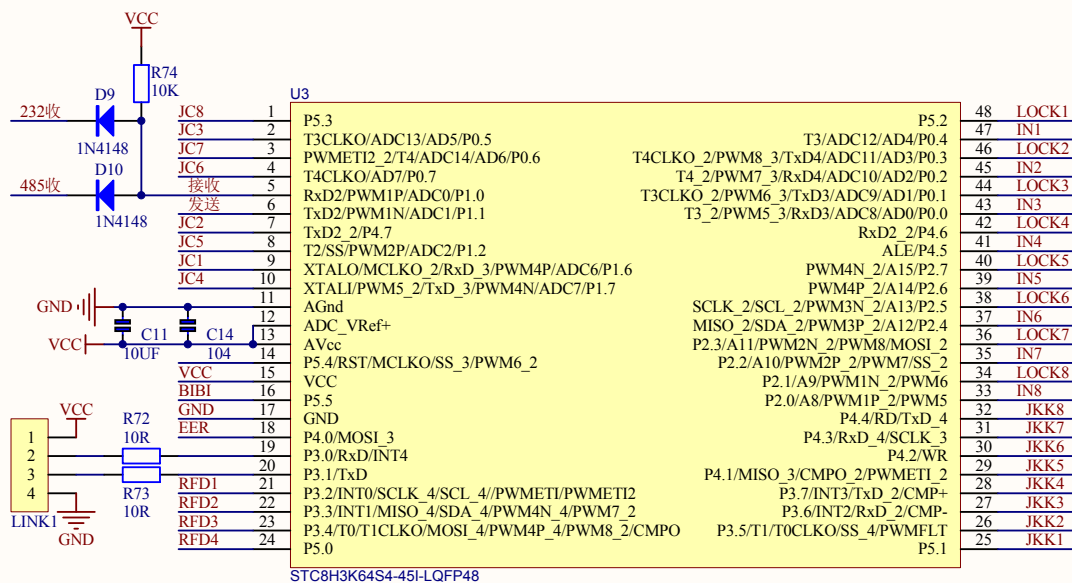 VCC
R74
10K
D9
232收
1N4148
D10
485收
1N4148
U3
JC8 1 P5.3
JC3 2 T3CLKO/ADC13/AD5/P0.5
JC7 3 PWMETI2_2/T4/ADC14/AD6/P0.6
JC6 4 T4CLKO/AD7/P0.7
接收 5 RxD2/PWM1P/ADC0/P1.0
发送 6 TxD2/PWM1N/ADC1/P1.1
JC2 7 TxD2_2/P4.7
JC5 8 T2/SS/PWM2P/ADC2/P1.2
JC1 9 XTALO/MCLKO_2/RxD_3/PWM4P/ADC6/P1.6
JC4 10 XTALI/PWM5_2/TxD_3/PWM4N/ADC7/P1.7
GND 11 AGnd
12 ADC_VRef+
VCC 13 AVcc
C11
10UF
C14
104
14 P5.4/RST/MCLKO/SS_3/PWM6_2
VCC 15 VCC
BIBI 16 P5.5
GND 17 GND
EER 18 P4.0/MOSI_3
19 P3.0/RxD/INT4
20 P3.1/TxD
RFD1 21 P3.2/INT0/SCLK_4/SCL_4//PWMETI/PWMETI2
RFD2 22 P3.3/INT1/MISO_4/SDA_4/PWM4N_4/PWM7_2
RFD3 23 P3.4/T0/T1CLKO/MOSI_4/PWM4P_4/PWM8_2/CMPO
RFD4 24 P5.0
VCC
R72
10R
1
2
3
4
R73
10R
LINK1
GND
P5.2 48 LOCK1
T3/ADC12/AD4/P0.4 47 IN1
T4CLKO_2/PWM8_3/TxD4/ADC11/AD3/P0.3 46 LOCK2
T4_2/PWM7_3/RxD4/ADC10/AD2/P0.2 45 IN2
T3CLKO_2/PWM6_3/TxD3/ADC9/AD1/P0.1 44 LOCK3
T3_2/PWM5_3/RxD3/ADC8/AD0/P0.0 43 IN3
RxD2_2/P4.6 42 LOCK4
ALE/P4.5 41 IN4
PWM4N_2/A15/P2.7 40 LOCK5
PWM4P_2/A14/P2.6 39 IN5
SCLK_2/SCL_2/PWM3N_2/A13/P2.5 38 LOCK6
MISO_2/SDA_2/PWM3P_2/A12/P2.4 37 IN6
P2.3/A11/PWM2N_2/PWM8/MOSI_2 36 LOCK7
P2.2/A10/PWM2P_2/PWM7/SS_2 35 IN7
P2.1/A9/PWM1N_2/PWM6 34 LOCK8
P2.0/A8/PWM1P_2/PWM5 33 IN8
P4.4/RD/TxD_4 32 JKK8
P4.3/RxD_4/SCLK_3 31 JKK7
P4.2/WR 30 JKK6
P4.1/MISO_3/CMPO_2/PWMETI_2 29 JKK5
P3.7/INT3/TxD_2/CMP+ 28 JKK4
P3.6/INT2/RxD_2/CMP- 27 JKK3
P3.5/T1/T0CLKO/SS_4/PWMFLT 26 JKK2
P5.1 25 JKK1
STC8H3K64S4-45I-LQFP48